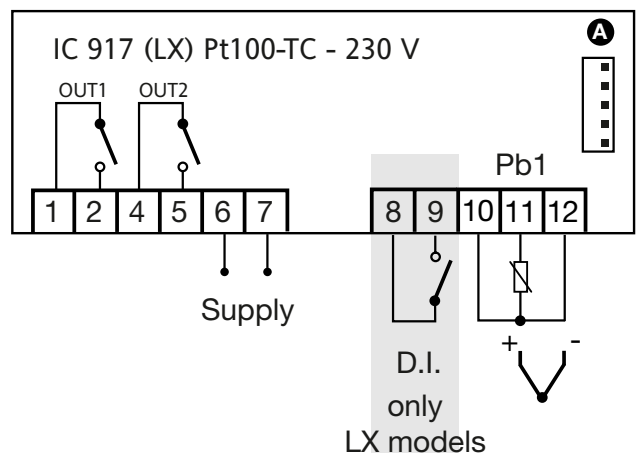 A
IC 917 (LX) Pt100-TC - 230 V
OUT1 OUT2
Pb1
1 2 4 5 6 7 8 9 10 11 12
Supply
+ -
D.I.
only
LX models